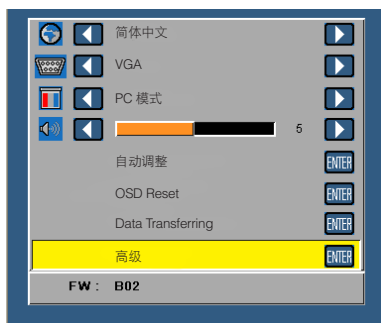 简体中文
VGA
PC 模式
5
自动调整 ENTER
OSD Reset ENTER
Data Transferring ENTER
高级 ENTER
FW : B02